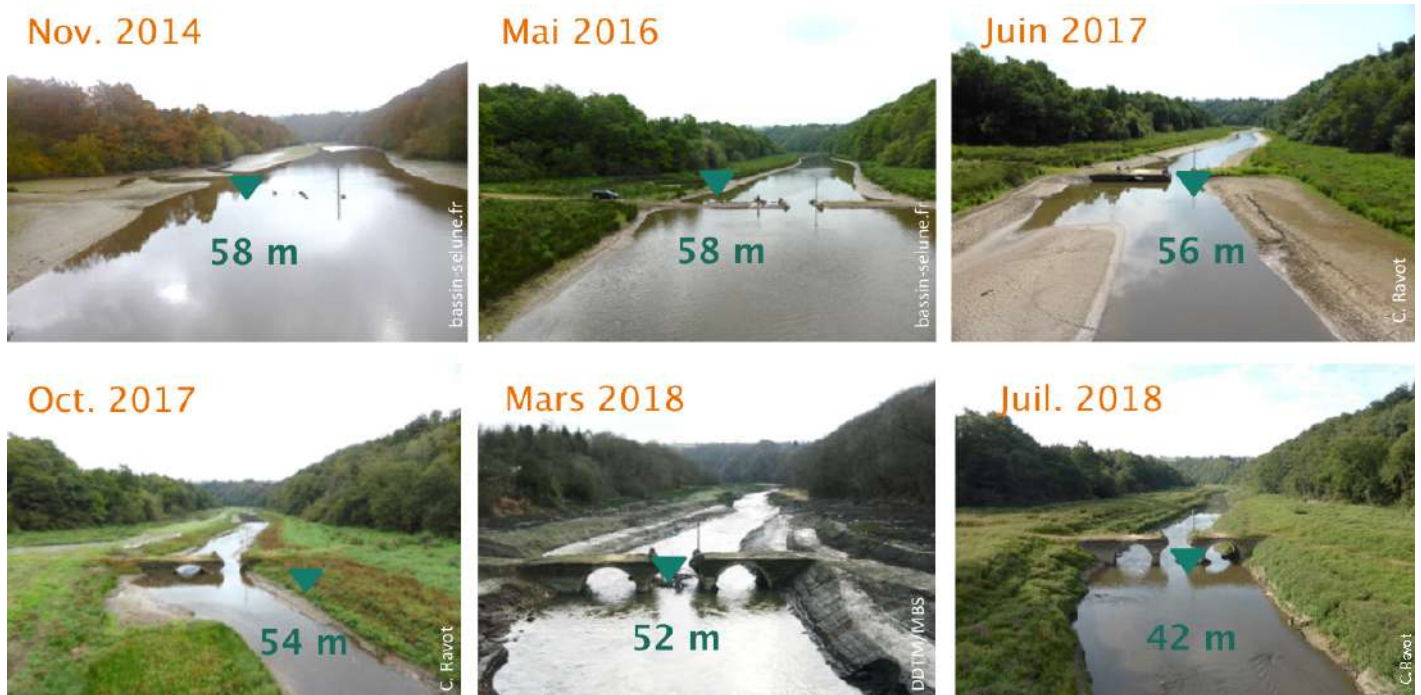 Nov. 2014
Mai 2016
Juin 2017
58 m
58 m
56 m
bassin-selune.fr
bassin-selune.fr
C. Ravot
Oct. 2017
Mars 2018
Juil. 2018
54 m
52 m
42 m
C. Ravot
DDTM/MBS
C. Ravot